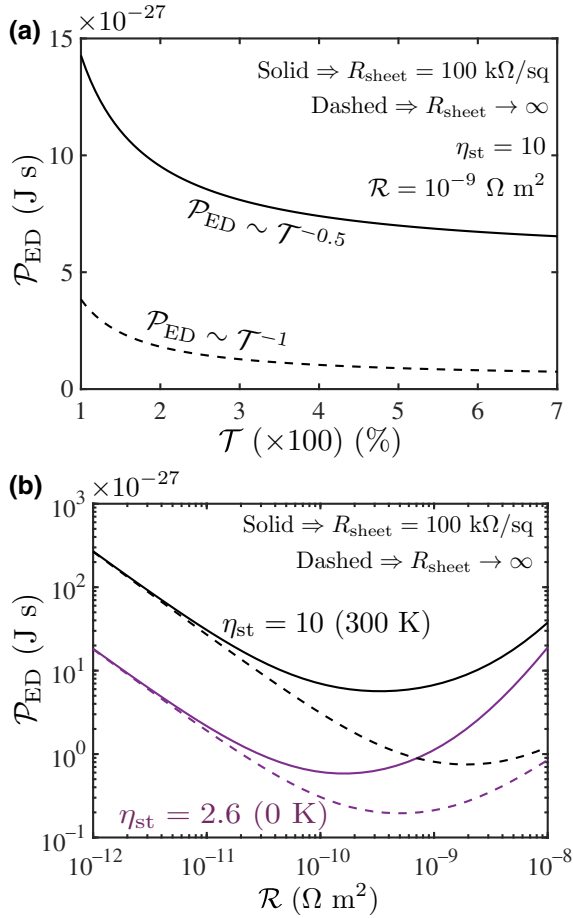 (a)
15 ×10⁻²⁷
Solid ⇒ R_sheet = 100 kΩ/sq
Dashed ⇒ R_sheet → ∞
η_st = 10
ℛ = 10⁻⁹ Ω m²
10
5
0
𝒫_ED (J s)
𝒫_ED ∼ 𝒯^−0.5
𝒫_ED ∼ 𝒯^−1
1 2 3 4 5 6 7
𝒯 (×100) (%)
(b)
10³ ×10⁻²⁷
Solid ⇒ R_sheet = 100 kΩ/sq
Dashed ⇒ R_sheet → ∞
10²
10¹
10⁰
10⁻¹
𝒫_ED (J s)
η_st = 10 (300 K)
η_st = 2.6 (0 K)
10⁻¹² 10⁻¹¹ 10⁻¹⁰ 10⁻⁹ 10⁻⁸
ℛ (Ω m²)